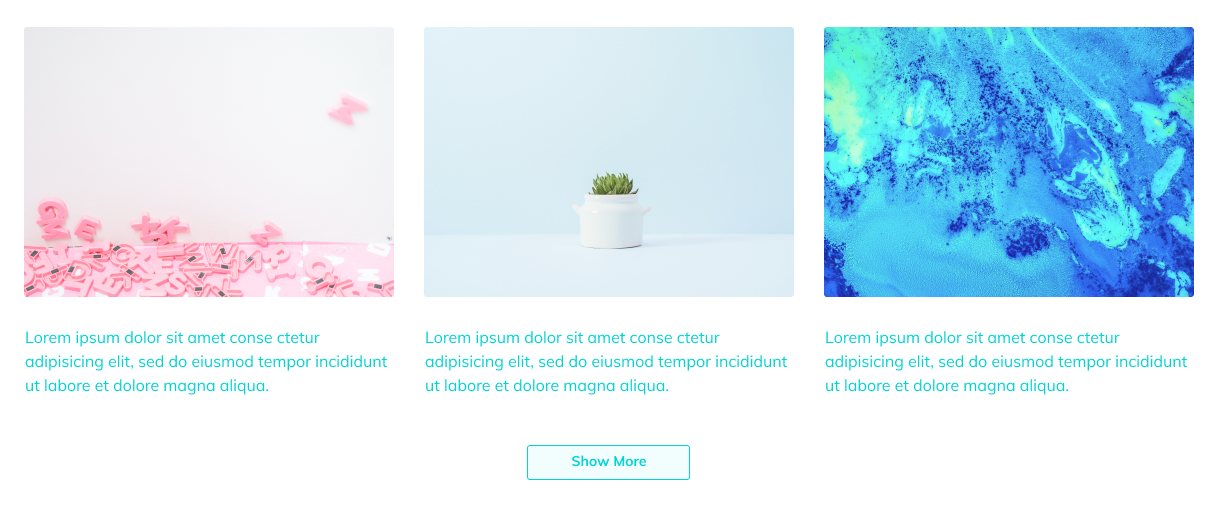 Lorem ipsum dolor sit amet conse ctetur
adipisicing elit, sed do eiusmod tempor incididunt
ut labore et dolore magna aliqua.
Lorem ipsum dolor sit amet conse ctetur
adipisicing elit, sed do eiusmod tempor incididunt
ut labore et dolore magna aliqua.
Lorem ipsum dolor sit amet conse ctetur
adipisicing elit, sed do eiusmod tempor incididunt
ut labore et dolore magna aliqua.
Show More